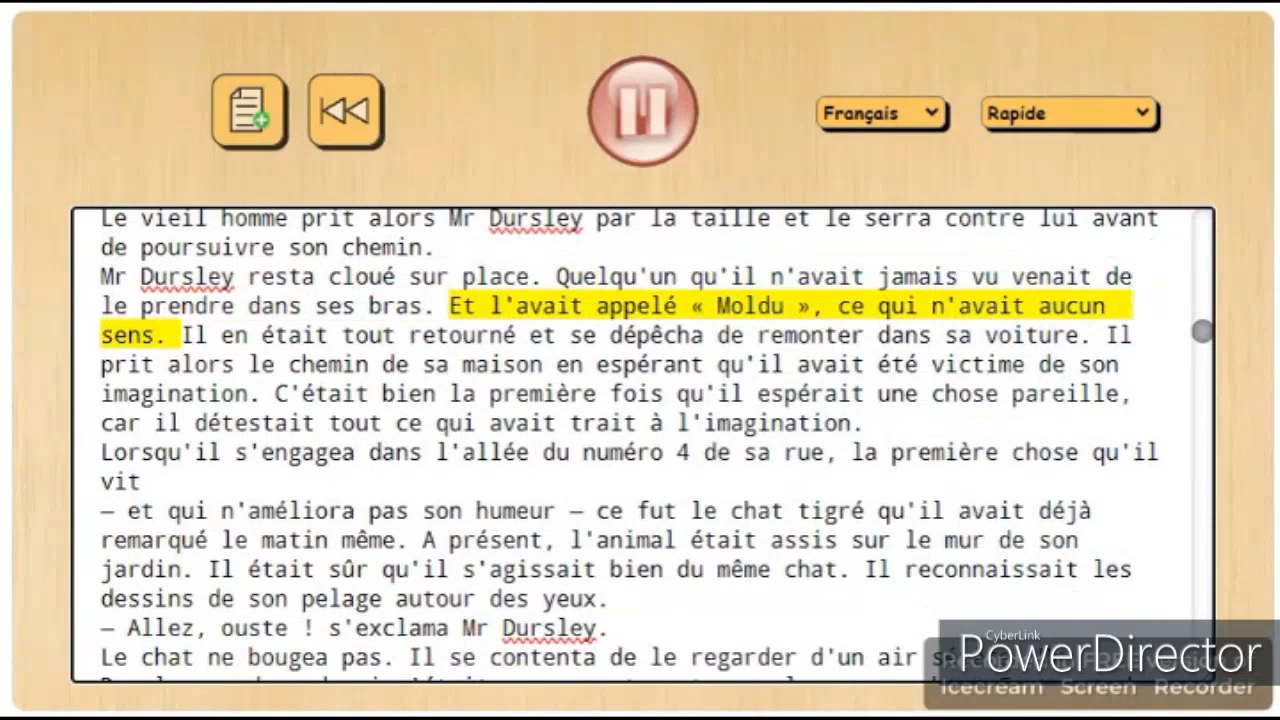 Français
Rapide
Le vieil homme prit alors Mr Dursley par la taille et le serra contre lui avant
de poursuivre son chemin.
Mr Dursley resta cloué sur place. Quelqu'un qu'il n'avait jamais vu venait de
le prendre dans ses bras. Et l'avait appelé « Moldu », ce qui n'avait aucun
sens. Il en était tout retourné et se dépêcha de remonter dans sa voiture. Il
prit alors le chemin de sa maison en espérant qu'il avait été victime de son
imagination. C'était bien la première fois qu'il espérait une chose pareille,
car il détestait tout ce qui avait trait à l'imagination.
Lorsqu'il s'engagea dans l'allée du numéro 4 de sa rue, la première chose qu'il
vit
— et qui n'améliora pas son humeur — ce fut le chat tigré qu'il avait déjà
remarqué le matin même. A présent, l'animal était assis sur le mur de son
jardin. Il était sûr qu'il s'agissait bien du même chat. Il reconnaissait les
dessins de son pelage autour des yeux.
— Allez, ouste ! s'exclama Mr Dursley.
Le chat ne bougea pas. Il se contenta de le regarder d'un air
CyberLink
PowerDirector
Icecream Screen Recorder